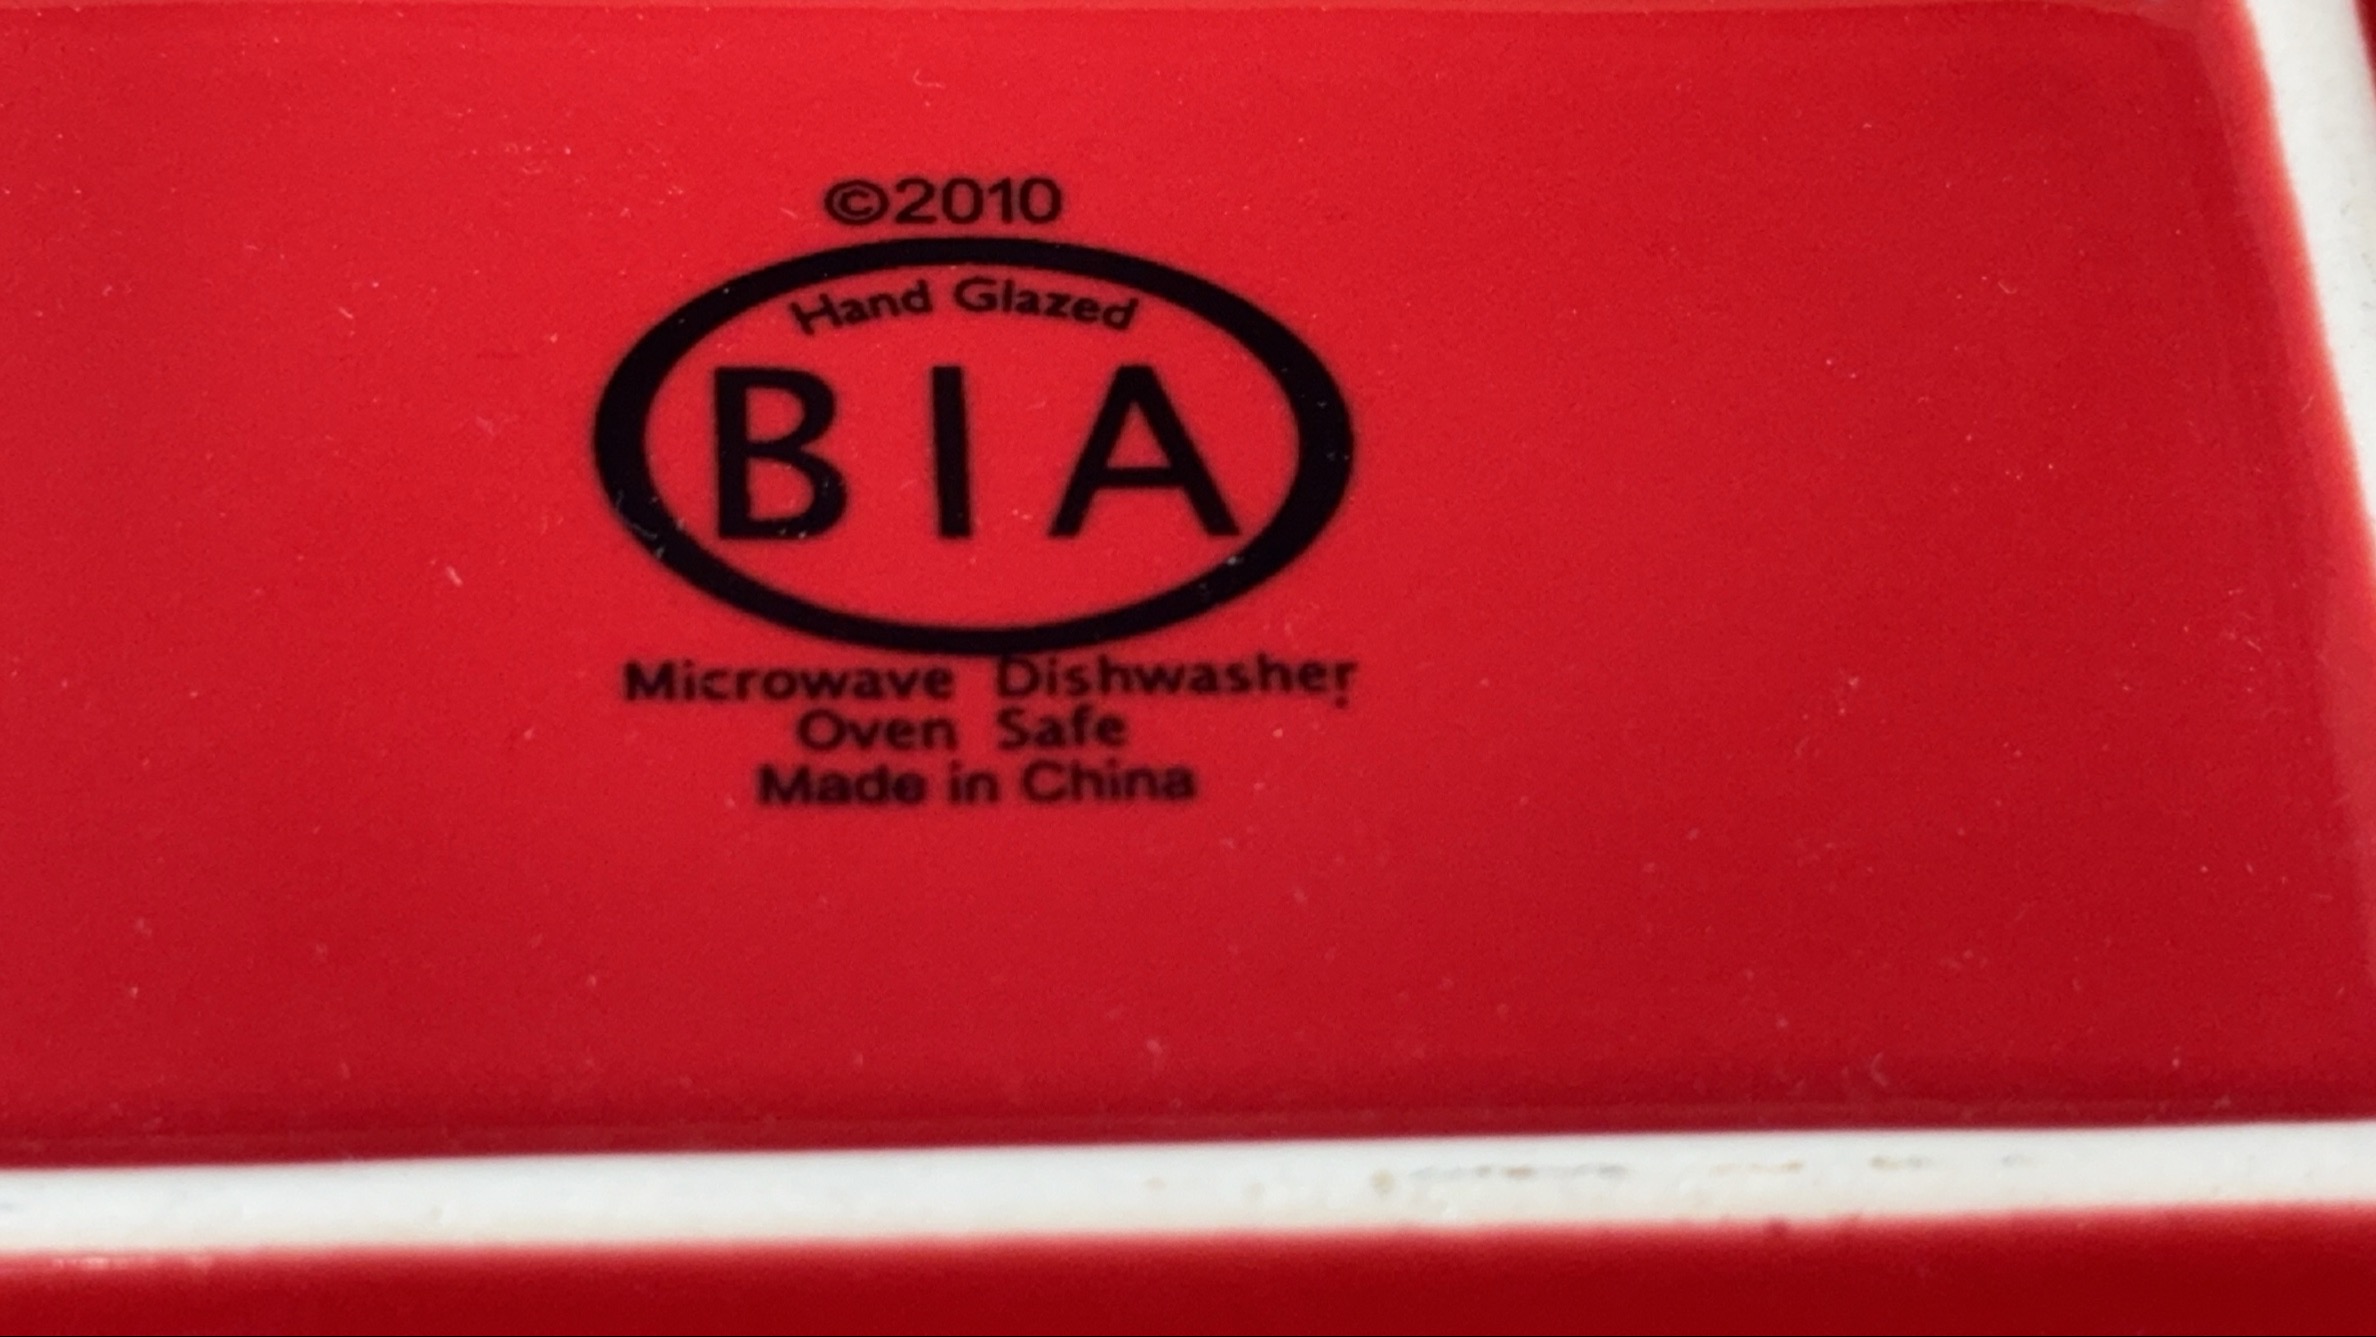 ©2010
Hand Glazed
BIA
Microwave Dishwasher
Oven Safe
Made in China